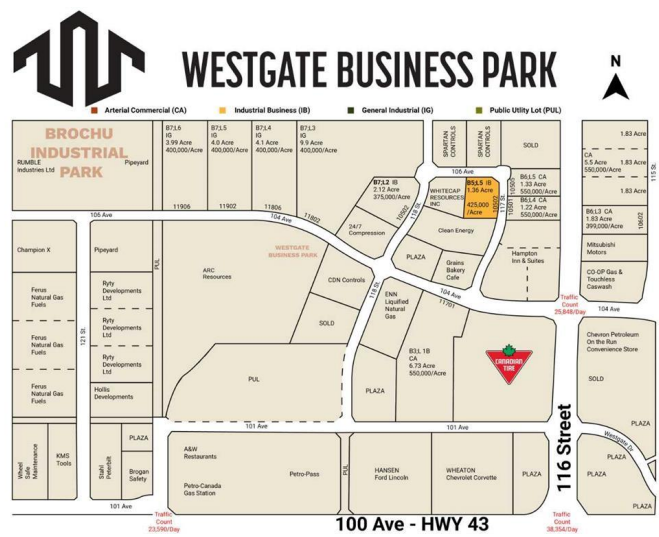 WESTGATE BUSINESS PARK
N
Arterial Commercial (CA)
Industrial Business (IB)
General Industrial (IG)
Public Utlity Lot (PUL)
BROCHU
INDUSTRIAL
PARK
RUMBLE
Industries Ltd
Pipeyard
B7;L6
IG
3.99 Acre
400,000/Acre
B7;L5
IG
4.0 Acre
400,000/Acre
B7;L4
IG
4.1 Acre
400,000/Acre
B7;L3
IG
9.9 Acre
400,000/Acre
11906
11902
11806
11802
106 Ave
104 Ave
B7;L2 IB
2.12 Acre
375,000/Acre
10502
118 St.
SPARTAN
CONTROLS
SPARTAN
CONTROLS
SOLD
106 Ave
WHITECAP
RESOURCES
INC
B5;L5 IB
1.36 Acre
425,000
/Acre
10502
117 St.
10505
10501
B6;L5 CA
1.33 Acre
550,000/Acre
B6;L4 CA
1.22 Acre
550,000/Acre
1.83 Acre
CA
5.5 Acre
550,000/Acre
1.83 Acre
1.83 Acre
115 St.
B6;L3 CA
1.83 Acre
399,000/Acre
10602
Mitsubishi
Motors
CO-OP Gas &
Touchless
Caswash
104 Ave
24/7
Compression
WESTGATE
BUSINESS PARK
Clean Energy
PLAZA
Grains
Bakery
Cafe
Hampton
Inn & Suites
Traffic
Count
25,848/Day
Champion X
Pipeyard
PUL
ARC
Resources
CDN Controls
118 St.
ENN
Liquified
Natural
Gas
104 Ave
11701
Ferus
Natural Gas
Fuels
Ferus
Natural Gas
Fuels
Ferus
Natural Gas
Fuels
121 St.
Ryty
Developments
Ltd
Ryty
Developments
Ltd
Ryty
Developments
Ltd
Hollis
Developments
SOLD
PUL
PLAZA
B3;L 1B
CA
6.73 Acre
550,000/Acre
CANADIAN
TIRE
Chevron Petroleum
On the Run
Convenience Store
SOLD
PLAZA
101 Ave
101 Ave
116 Street
Westgate Dr
PLAZA
PLAZA
PLAZA
Wheel
Safe
Maintenance
KMS
Tools
Stahl
Peterbilt
PLAZA
Brogan
Safety
A&W
Restaurants
Petro-Canada
Gas Station
Petro-Pass
PUL
HANSEN
Ford Lincoln
WHEATON
Chevrolet Corvette
PLAZA
101 Ave
Traffic
Count
23,590/Day
100 Ave - HWY 43
Traffic
Count
38,354/Day